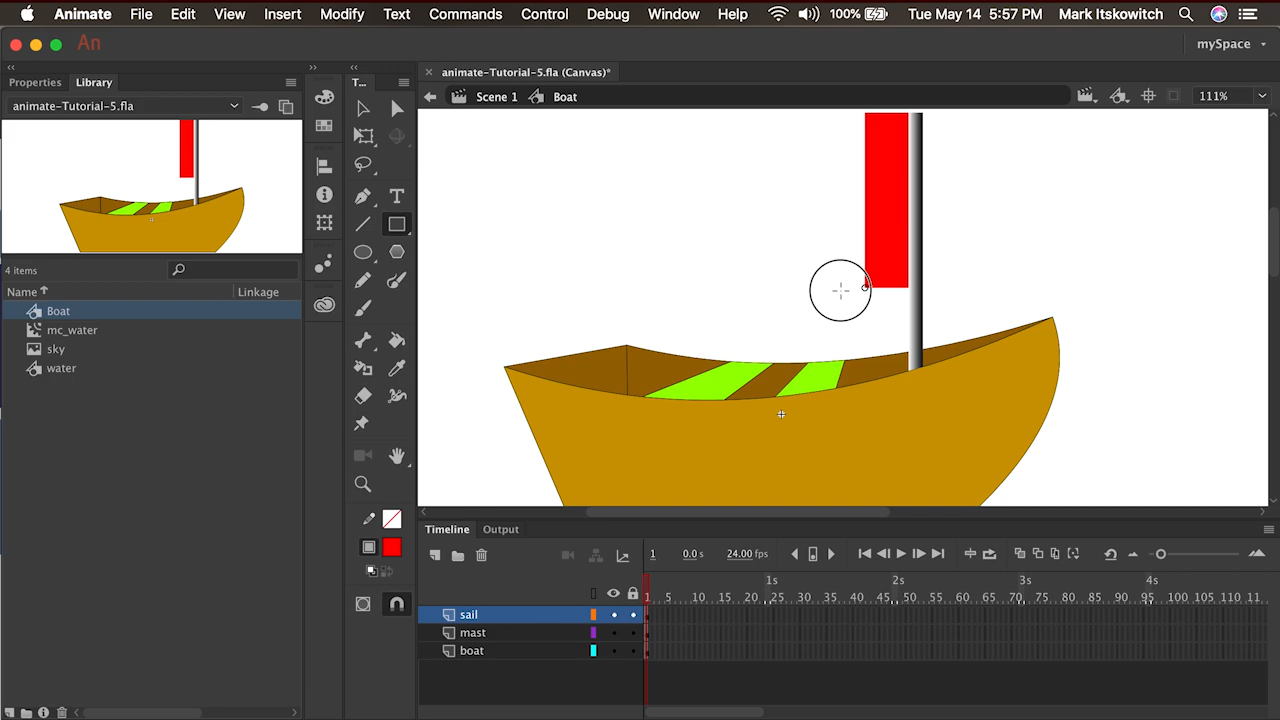 Animate File Edit View Insert Modify Text Commands Control Debug Window Help 100% Tue May 14 5:57 PM Mark Itskowitch
An mySpace
Properties Library T... animate-Tutorial-5.fla (Canvas)*
animate-Tutorial-5.fla Scene 1 Boat 111%
4 items
Name Linkage
Boat
mc_water
sky
water
Timeline Output
1 0.0 s 24.00 fps
1s 2s 3s 4s
1 5 10 15 20 25 30 35 40 45 50 55 60 65 70 75 80 85 90 95 100 105 110 11.
sail
mast
boat